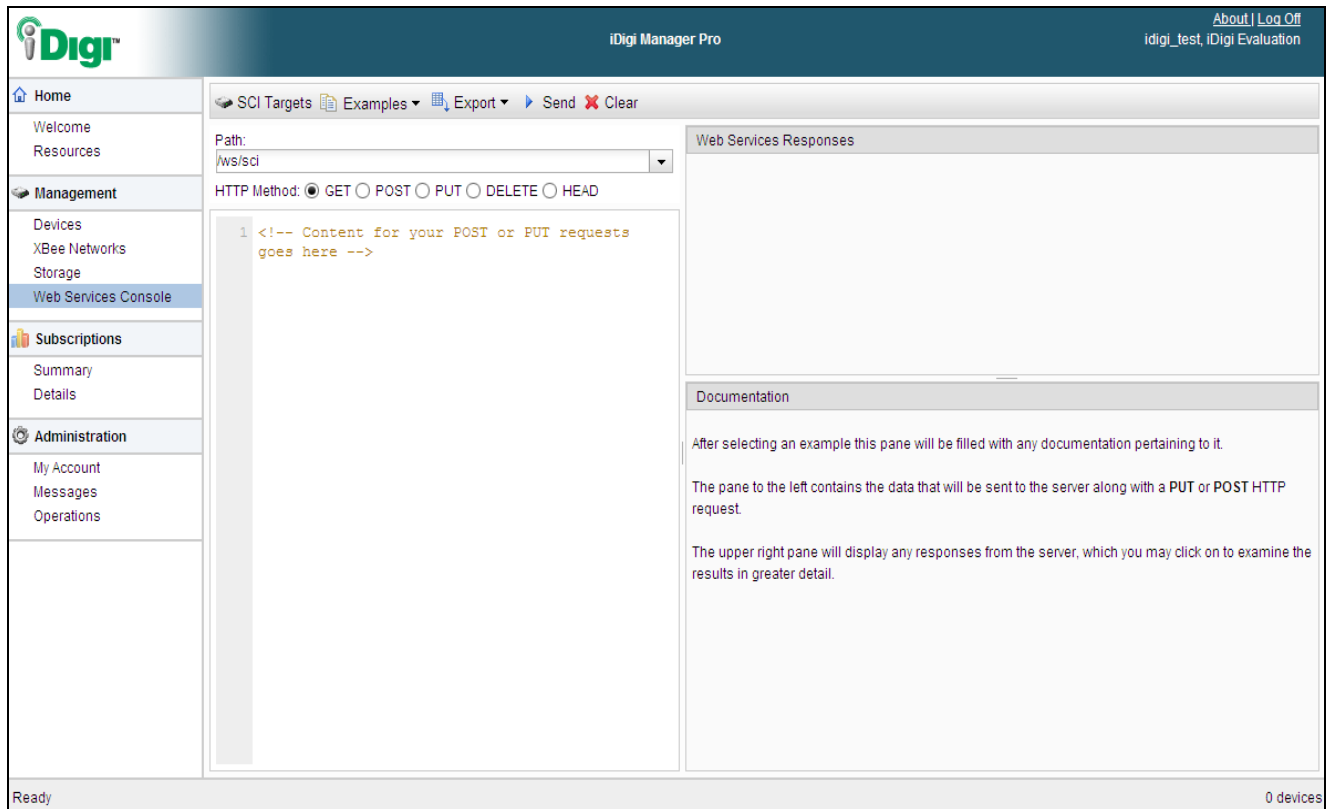 iDigi™
iDigi Manager Pro
About | Log Off
idigi_test, iDigi Evaluation
Home
Welcome
Resources
Management
Devices
XBee Networks
Storage
Web Services Console
Subscriptions
Summary
Details
Administration
My Account
Messages
Operations
SCI Targets Examples Export Send Clear
Path:
/ws/sci
HTTP Method: GET POST PUT DELETE HEAD
1 <!-- Content for your POST or PUT requests
goes here -->
Web Services Responses
Documentation
After selecting an example this pane will be filled with any documentation pertaining to it.
The pane to the left contains the data that will be sent to the server along with a PUT or POST HTTP
request.
The upper right pane will display any responses from the server, which you may click on to examine the
results in greater detail.
Ready
0 devices